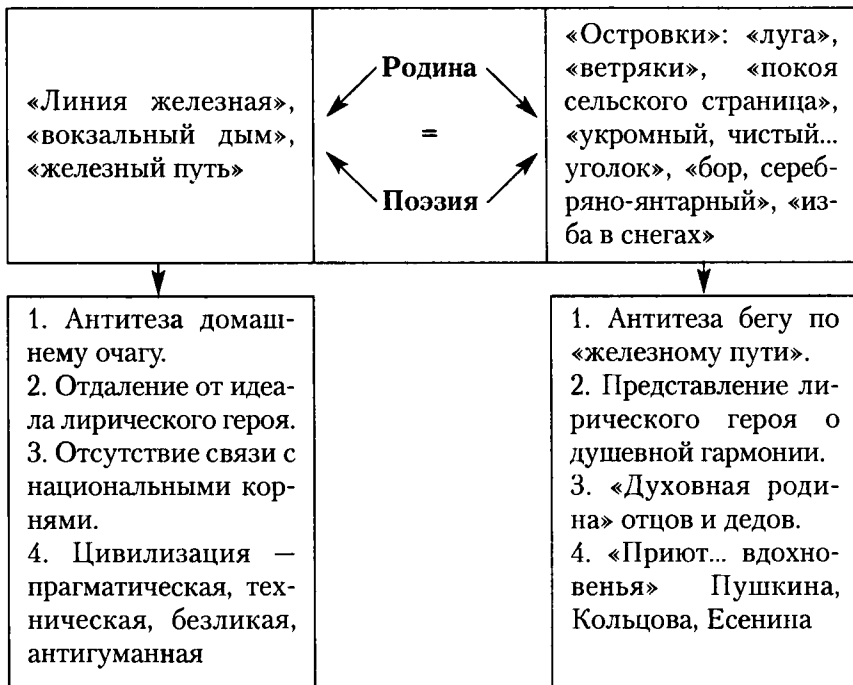 «Линия железная»,
«вокзальный дым»,
«железный путь»
Родина
=
Поэзия
«Островки»: «луга»,
«ветряки», «покоя
сельского страница»,
«укромный, чистый...
уголок», «бор, сереб-
ряно-янтарный», «из-
ба в снегах»
1. Антитеза домаш-
нему очагу.
2. Отдаление от идеа-
ла лирического героя.
3. Отсутствие связи с
национальными кор-
нями.
4. Цивилизация —
прагматическая, тех-
ническая, безликая,
антигуманная
1. Антитеза бегу по
«железному пути».
2. Представление ли-
рического героя о
душевной гармонии.
3. «Духовная роди-
на» отцов и дедов.
4. «Приют... вдохно-
венья» Пушкина,
Кольцова, Есенина